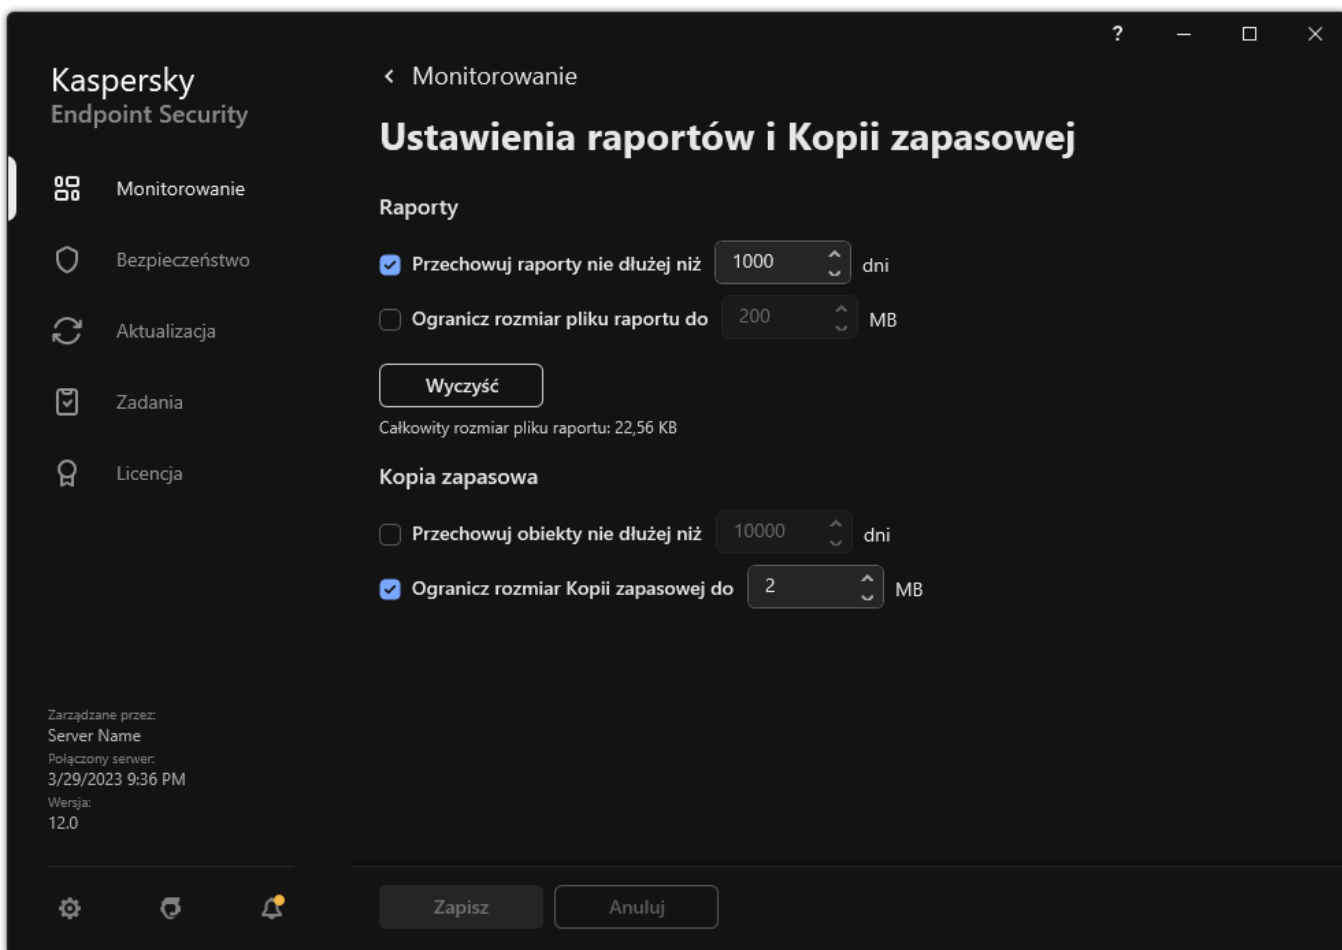 ?
Kaspersky
Endpoint Security
Monitorowanie
Bezpieczeństwo
Aktualizacja
Zadania
Licencja
Zarządzane przez:
Server Name
Połączony serwer:
3/29/2023 9:36 PM
Wersja:
12.0
Monitorowanie
Ustawienia raportów i Kopii zapasowej
Raporty
Przechowuj raporty nie dłużej niż 1000 dni
Ogranicz rozmiar pliku raportu do 200 MB
Wyczyść
Całkowity rozmiar pliku raportu: 22,56 KB
Kopia zapasowa
Przechowuj obiekty nie dłużej niż 10000 dni
Ogranicz rozmiar Kopii zapasowej do 2 MB
Zapisz Anuluj